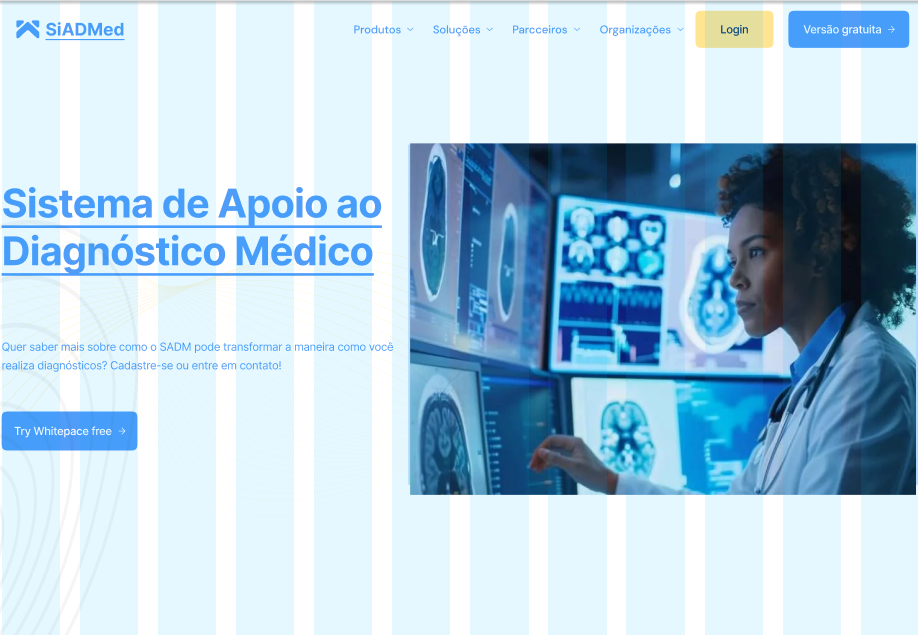 SiADMed
Produtos
Soluções
Parcceiros
Organizações
Login
Versão gratuita →
Sistema de Apoio ao
Diagnóstico Médico
Quer saber mais sobre como o SADM pode transformar a maneira como você
realiza diagnósticos? Cadastre-se ou entre em contato!
Try Whitepace free →